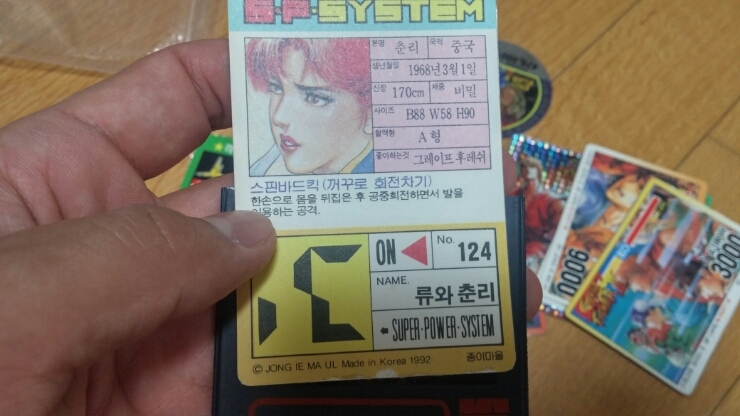 S·P·SYSTEM
본명 춘리 국적 중국
생년월일 1968년3월1일
신장 170cm 체중 비밀
사이즈 B88 W58 H90
혈액형 A형
좋아하는것 그레이프 후레쉬
스판바드킥 (꺼꾸로 회전차기)
한손으로 몸을 뒤집은 후 공중회전하면서 발을
이용하는 공격.
ON No. 124
NAME.
류와 춘리
SUPER·POWER·SYSTEM
© JONG IE MA UL Made in Korea 1992 종이마을
9000
3000